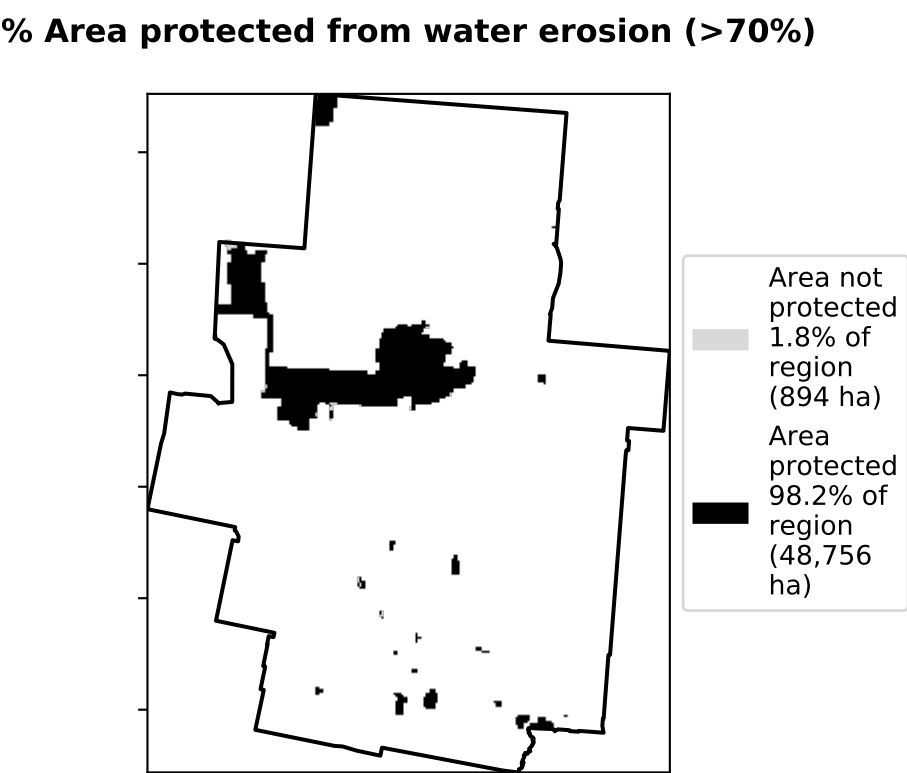 % Area protected from water erosion (>70%)
Area not
protected
1.8% of
region
(894 ha)
Area
protected
98.2% of
region
(48,756
ha)